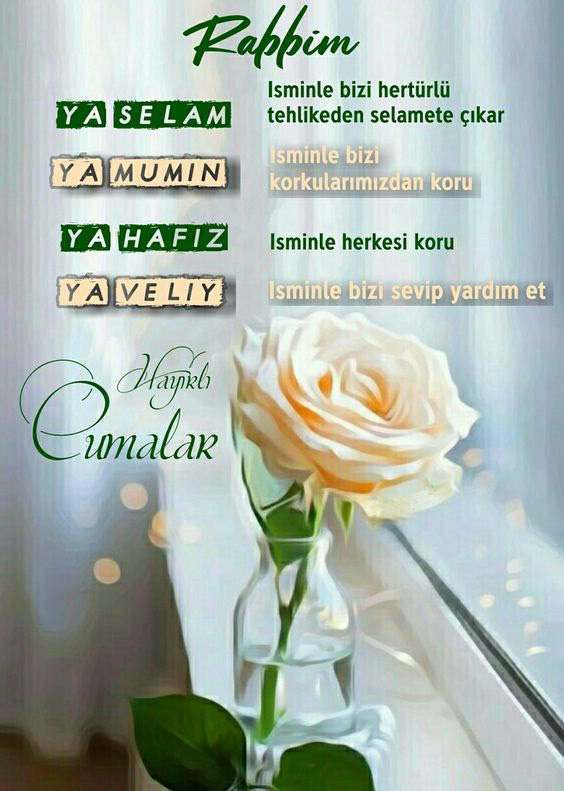 Rabbim
YA SELAM
Isminle bizi hertürlü
tehlikeden selamete çıkar
YA MUMIN
Isminle bizi
korkularımızdan koru
YA HAFIZ
Isminle herkesi koru
YA VELIY
Isminle bizi sevip yardım et
Hayırlı
Cumalar